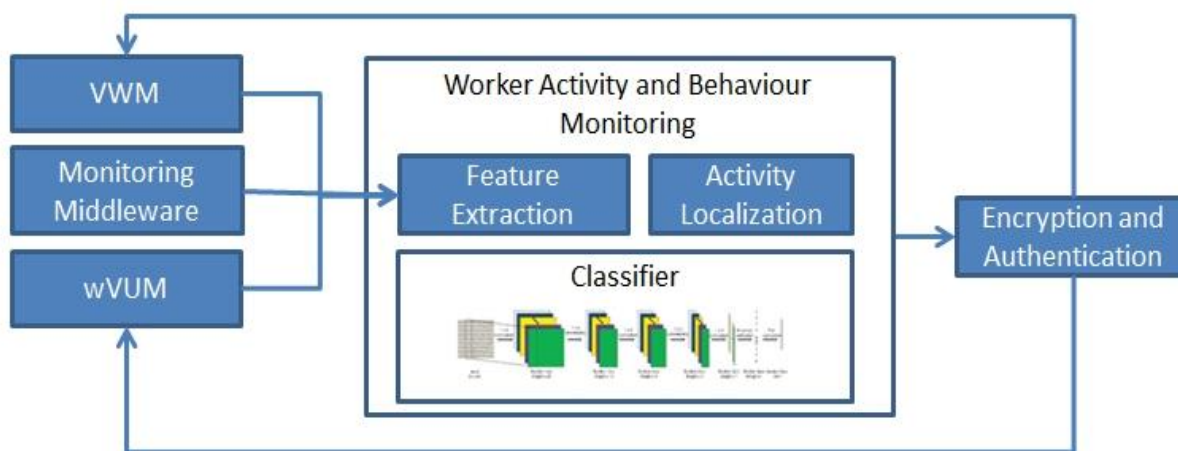 VWM
Monitoring
Middleware
wVUM
Worker Activity and Behaviour
Monitoring
Feature
Extraction
Activity
Localization
Classifier
Encryption and
Authentication